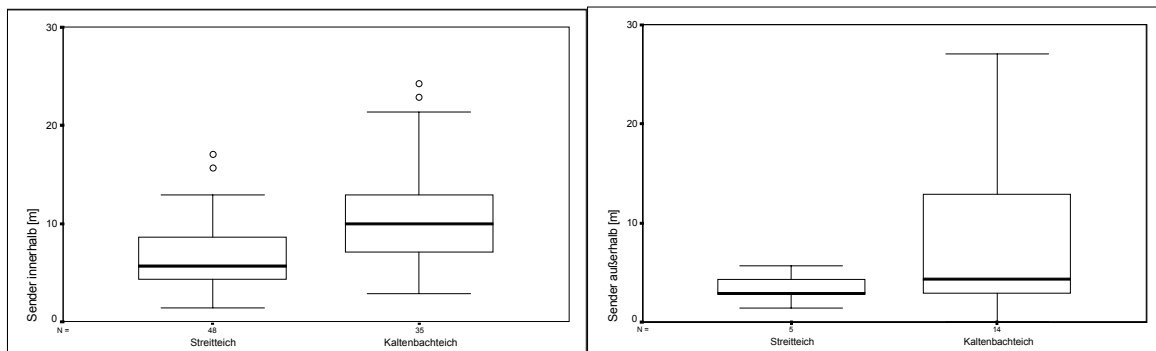 30
20
10
0
Sender innerhalb [m]
N = 48 35
Streitteich Kaltenbachteich
30
20
10
0
Sender außerhalb [m]
N = 5 14
Streitteich Kaltenbachteich